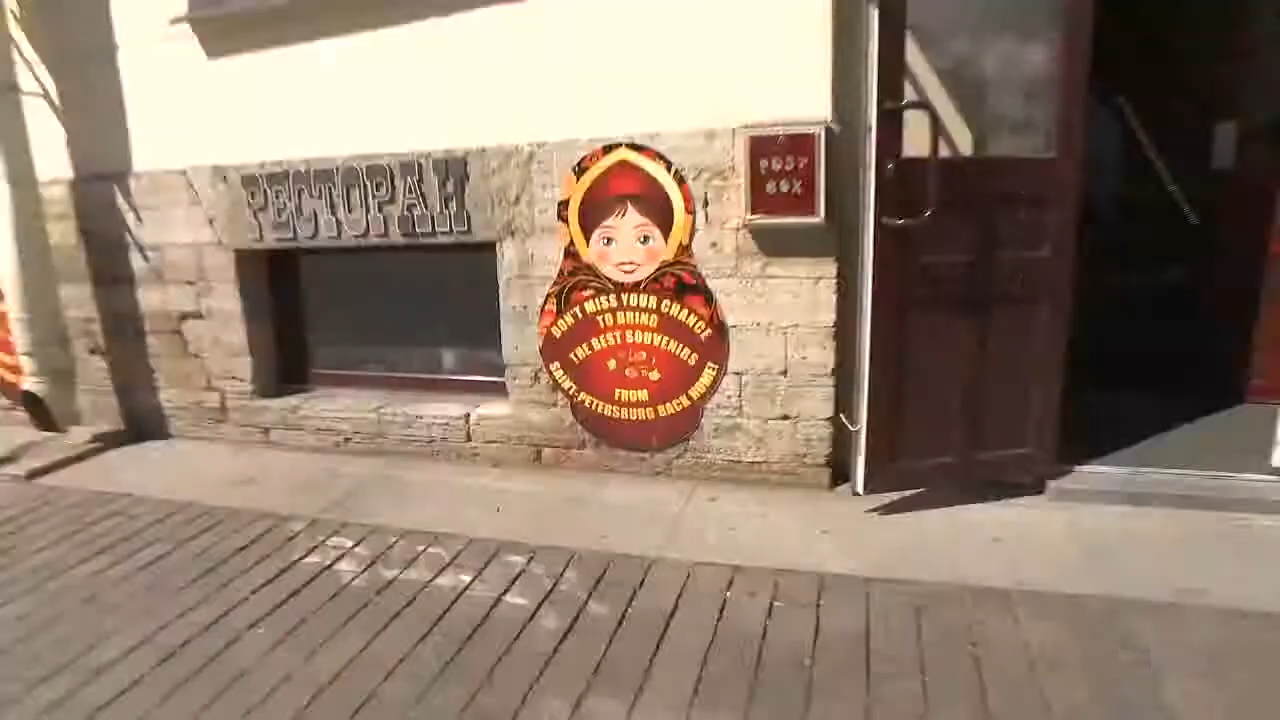 РЕСТОРАН
DON'T MISS YOUR CHANCE
TO BRING
THE BEST SOUVENIRS
FROM
SAINT-PETERSBURG BACK HOME!
POST
BOX